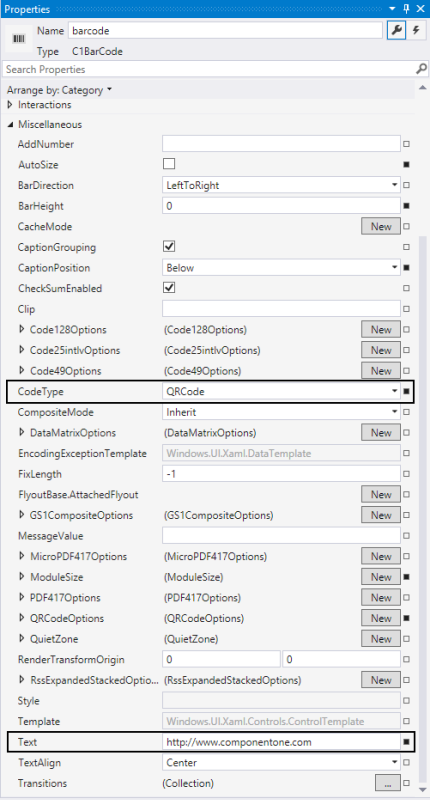 Properties
Name barcode
Type C1BarCode
Search Properties
Arrange by: Category
Interactions
Miscellaneous
AddNumber
AutoSize
BarDirection LeftToRight
BarHeight 0
CacheMode New
CaptionGrouping
CaptionPosition Below
CheckSumEnabled
Clip
Code128Options (Code128Options) New
Code25intlvOptions (Code25intlvOptions) New
Code49Options (Code49Options) New
CodeType QRCode
CompositeMode Inherit
DataMatrixOptions (DataMatrixOptions) New
EncodingExceptionTemplate Windows.UI.Xaml.DataTemplate
FixLength -1
FlyoutBase.AttachedFlyout New
GS1CompositeOptions (GS1CompositeOptions) New
MessageValue
MicroPDF417Options (MicroPDF417Options) New
ModuleSize (ModuleSize) New
PDF417Options (PDF417Options) New
QRCodeOptions (QRCodeOptions) New
QuietZone (QuietZone) New
RenderTransformOrigin 0 0
RssExpandedStackedOptio... (RssExpandedStackedOptions) New
Style
Template Windows.UI.Xaml.Controls.ControlTemplate
Text http://www.componentone.com
TextAlign Center
Transitions (Collection) ...